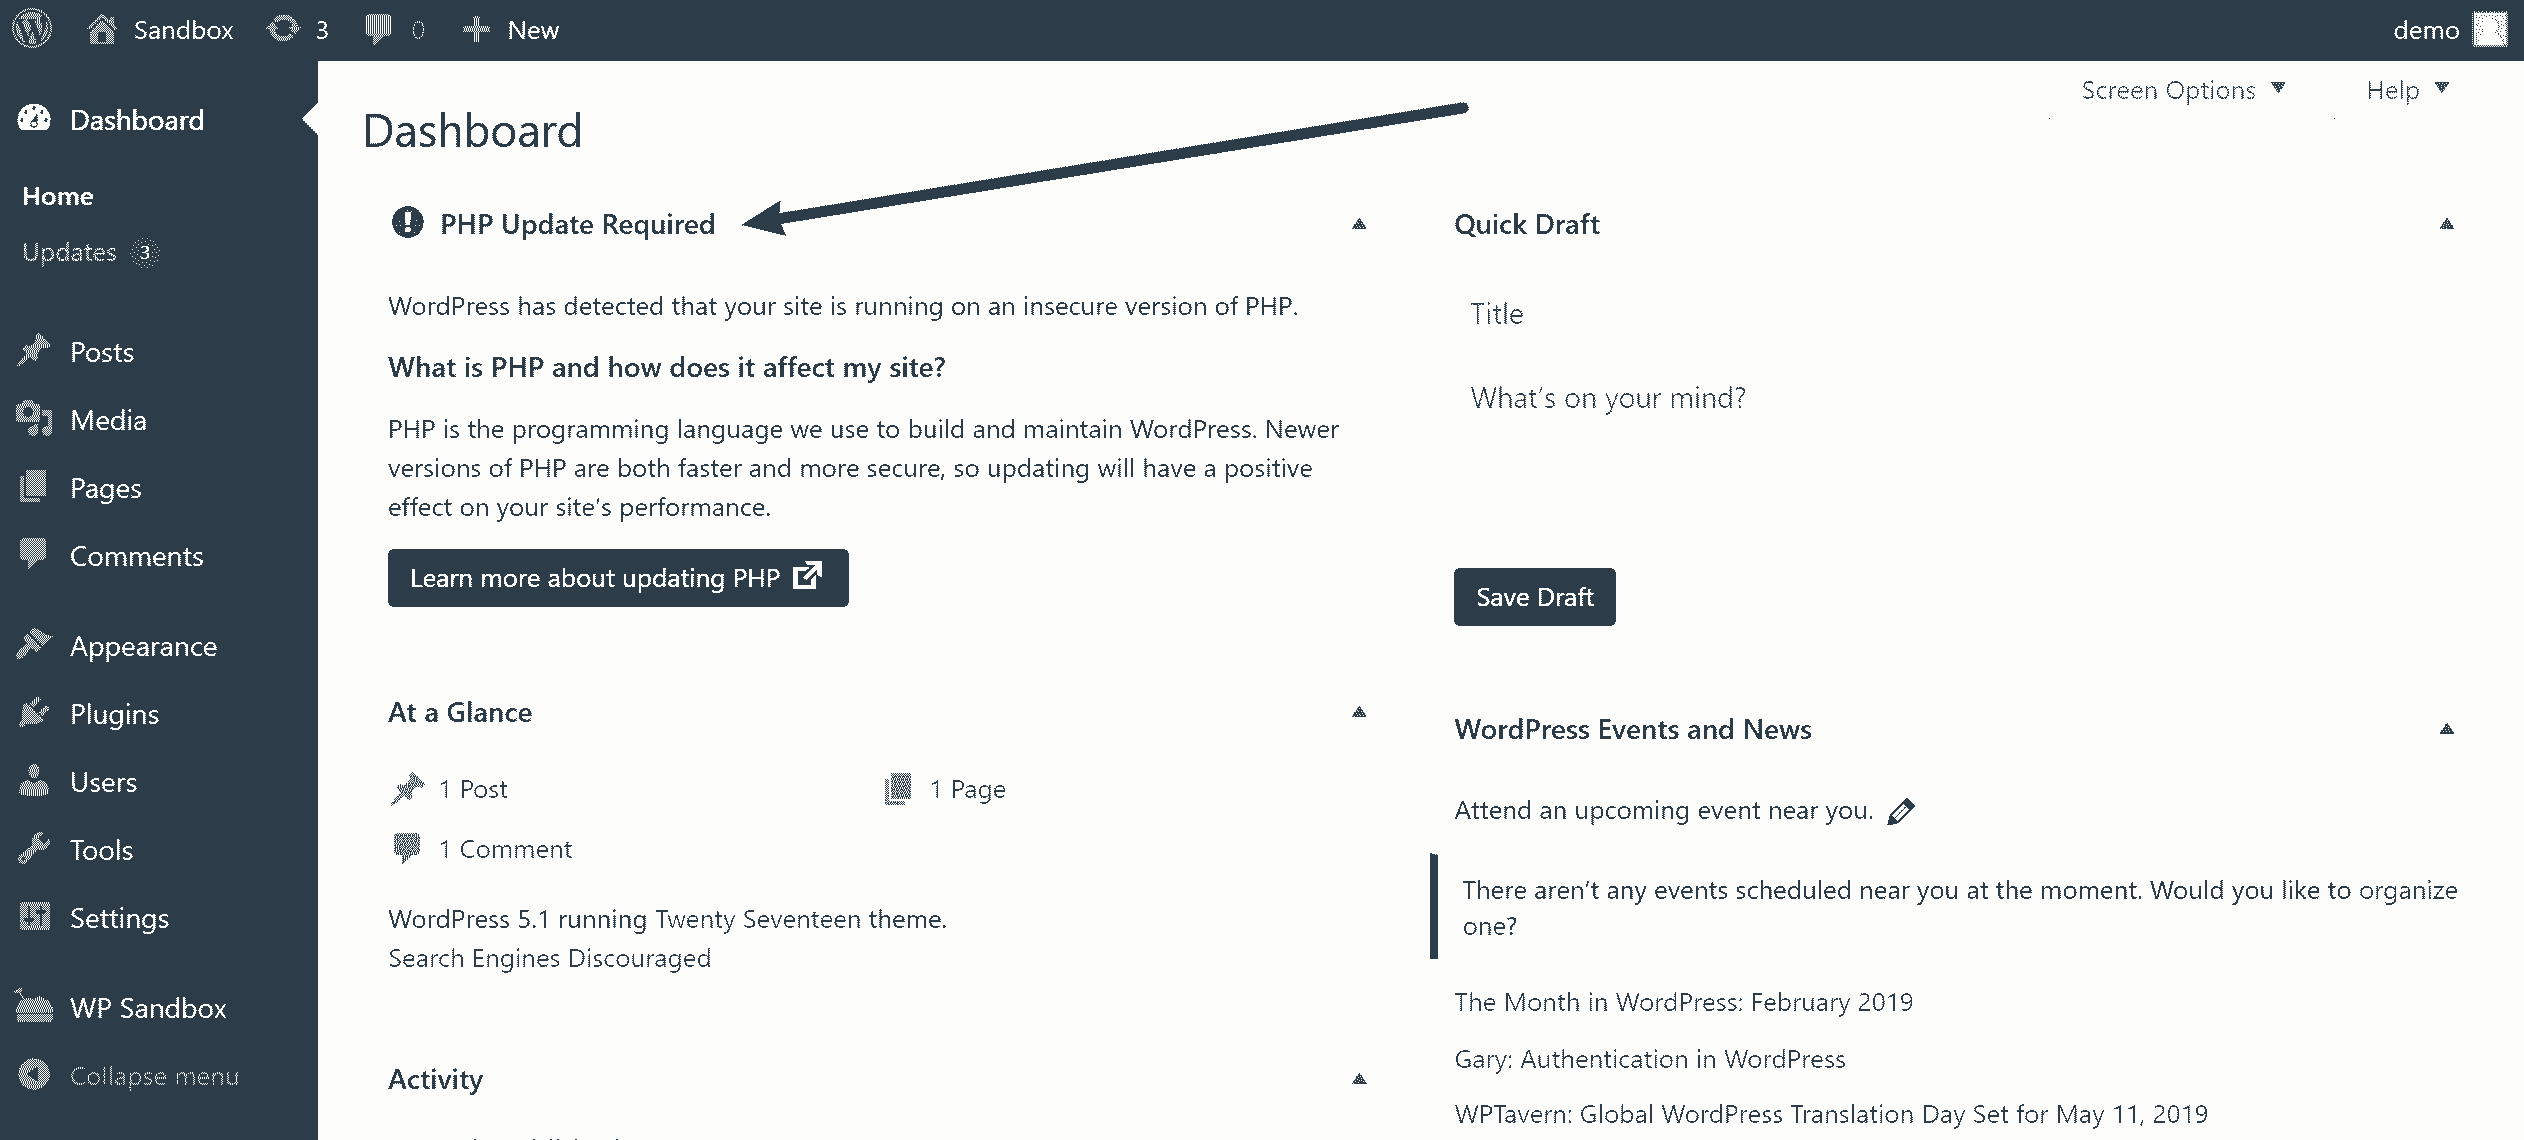 Sandbox 3 0 New demo
Screen Options Help
Dashboard
Home
Updates 3
Posts
Media
Pages
Comments
Appearance
Plugins
Users
Tools
Settings
WP Sandbox
Collapse menu
Dashboard
PHP Update Required
WordPress has detected that your site is running on an insecure version of PHP.
What is PHP and how does it affect my site?
PHP is the programming language we use to build and maintain WordPress. Newer
versions of PHP are both faster and more secure, so updating will have a positive
effect on your site's performance.
Learn more about updating PHP
At a Glance
1 Post 1 Page
1 Comment
WordPress 5.1 running Twenty Seventeen theme.
Search Engines Discouraged
Activity
Quick Draft
Title
What's on your mind?
Save Draft
WordPress Events and News
Attend an upcoming event near you.
There aren't any events scheduled near you at the moment. Would you like to organize
one?
The Month in WordPress: February 2019
Gary: Authentication in WordPress
WPTavern: Global WordPress Translation Day Set for May 11, 2019